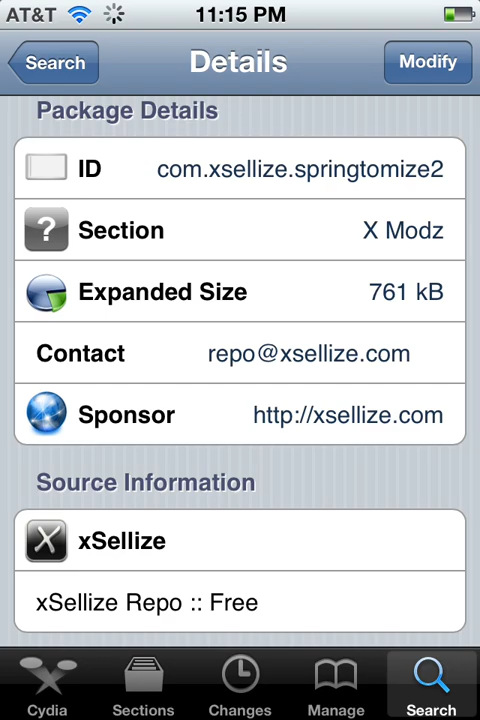 AT&T 11:15 PM
Search Details Modify
Package Details
ID com.xsellize.springtomize2
? Section X Modz
Expanded Size 761 kB
Contact repo@xsellize.com
Sponsor http://xsellize.com
Source Information
X xSellize
xSellize Repo :: Free
Cydia Sections Changes Manage Search